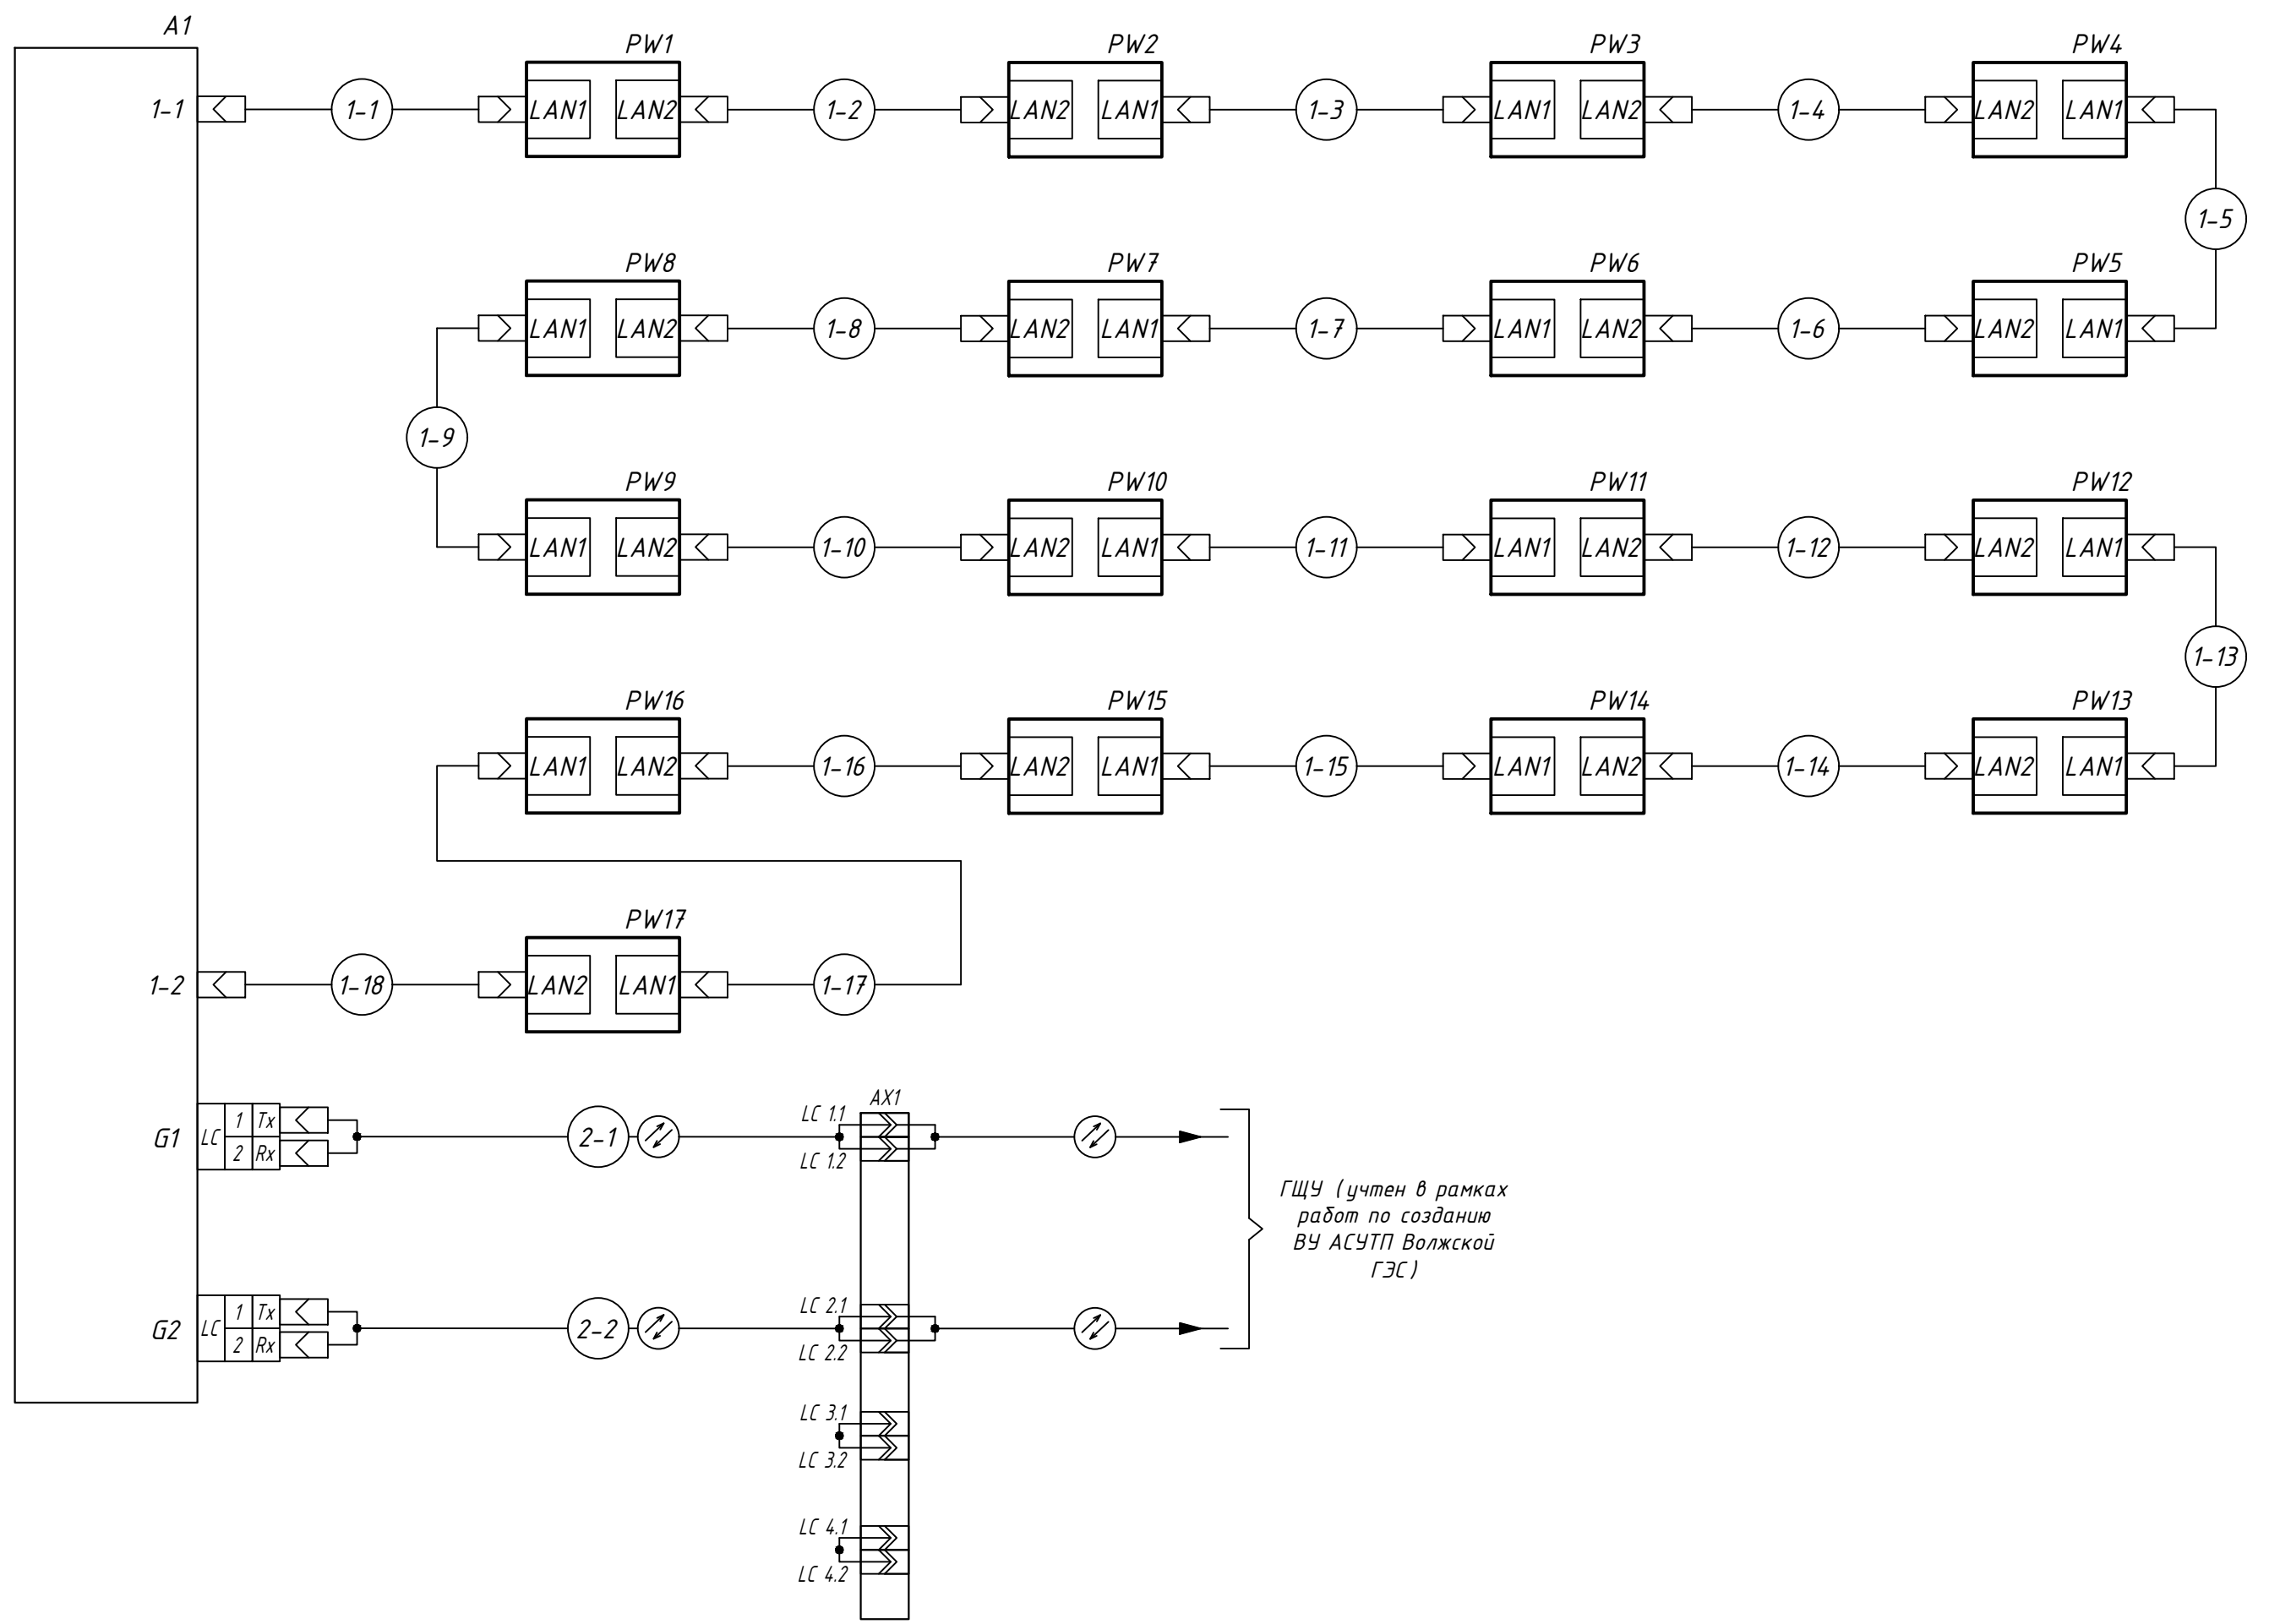 A1
PW1 PW2 PW3 PW4
1-1 1-1 LAN1 LAN2 1-2 LAN2 LAN1 1-3 LAN1 LAN2 1-4 LAN2 LAN1
1-5
PW8 PW7 PW6 PW5
LAN1 LAN2 1-8 LAN2 LAN1 1-7 LAN1 LAN2 1-6 LAN2 LAN1
1-9
PW9 PW10 PW11 PW12
LAN1 LAN2 1-10 LAN2 LAN1 1-11 LAN1 LAN2 1-12 LAN2 LAN1
1-13
PW16 PW15 PW14 PW13
LAN1 LAN2 1-16 LAN2 LAN1 1-15 LAN1 LAN2 1-14 LAN2 LAN1
PW17
1-2 1-18 LAN2 LAN1 1-17
AX1
G1 LC 1 Tx 2 Rx 2-1 LC 1.1 LC 1.2
ГЩУ (учтен в рамках
работ по созданию
ВУ АСУТП Волжской
ГЭС)
G2 LC 1 Tx 2 Rx 2-2 LC 2.1 LC 2.2
LC 3.1
LC 3.2
LC 4.1
LC 4.2